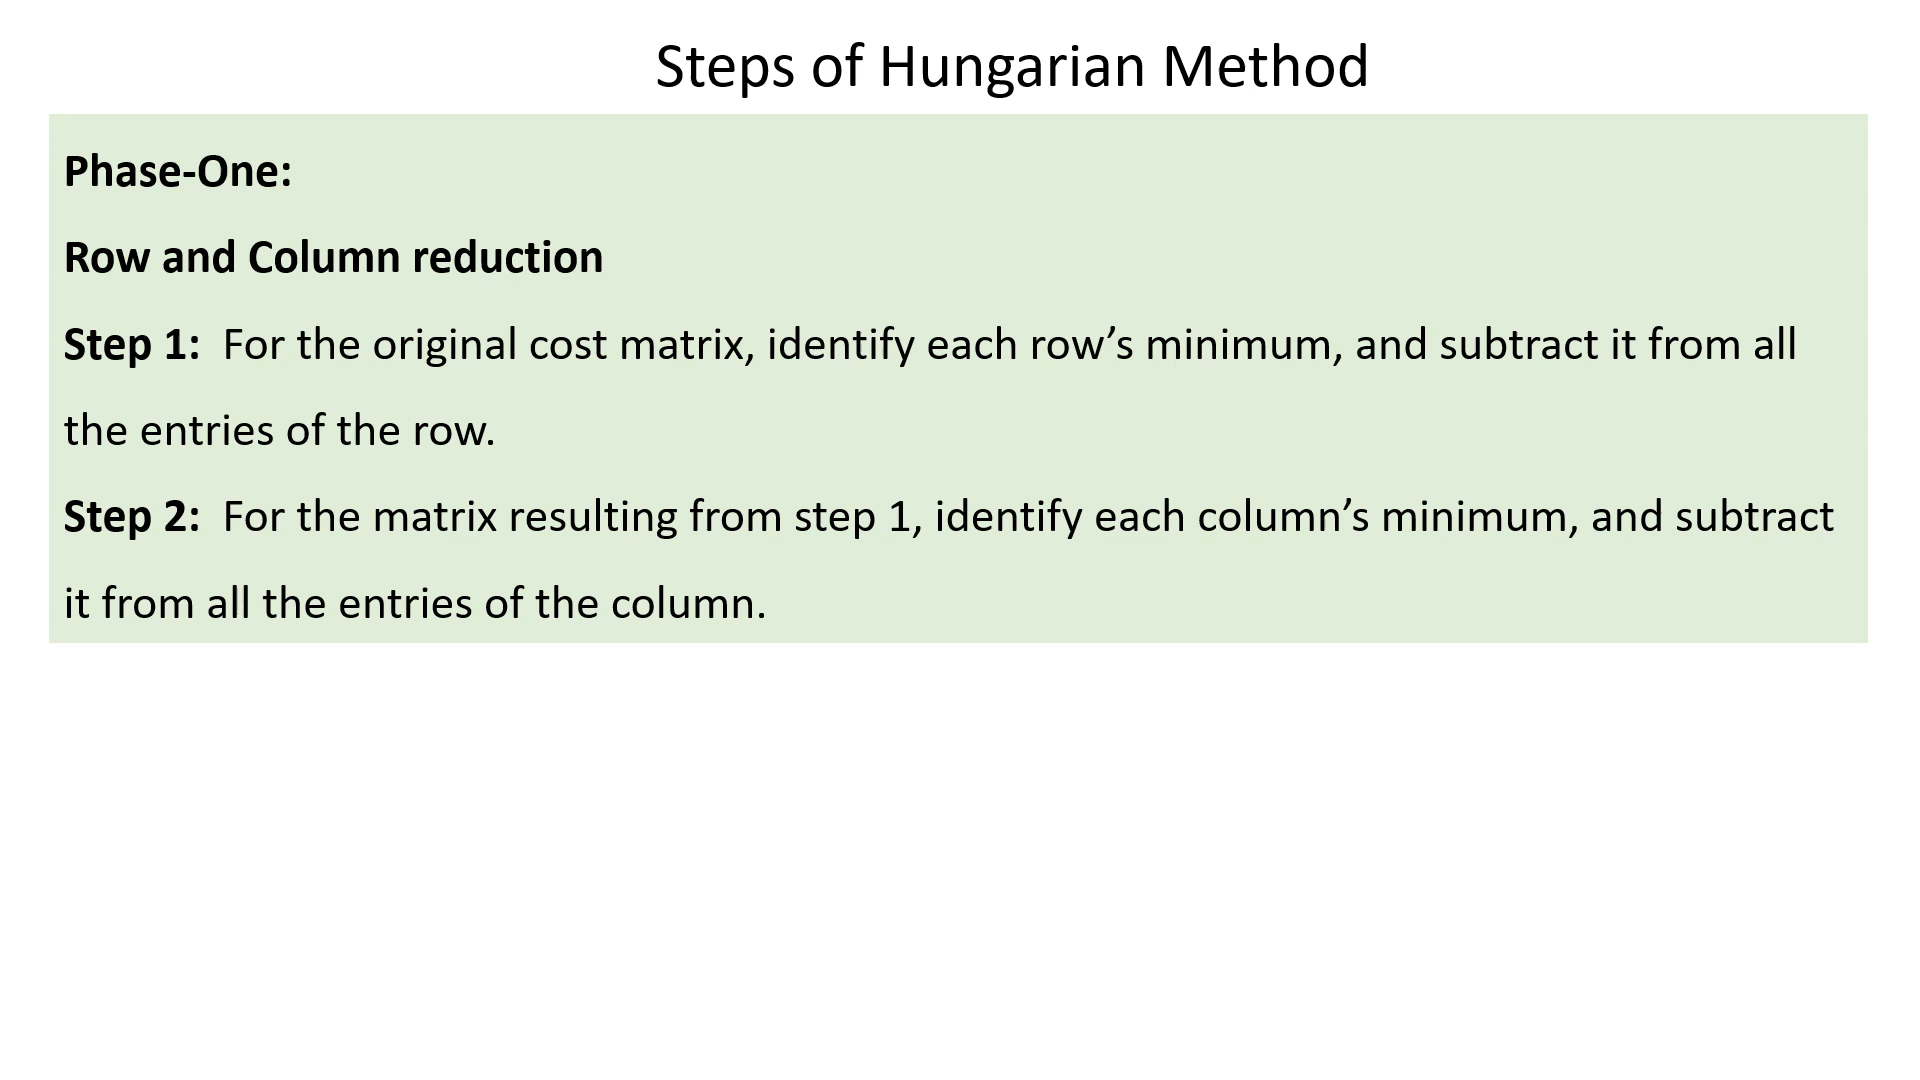 Steps of Hungarian Method
Phase-One:
Row and Column reduction
Step 1:  For the original cost matrix, identify each row’s minimum, and subtract it from all
the entries of the row.
Step 2:  For the matrix resulting from step 1, identify each column’s minimum, and subtract
it from all the entries of the column.